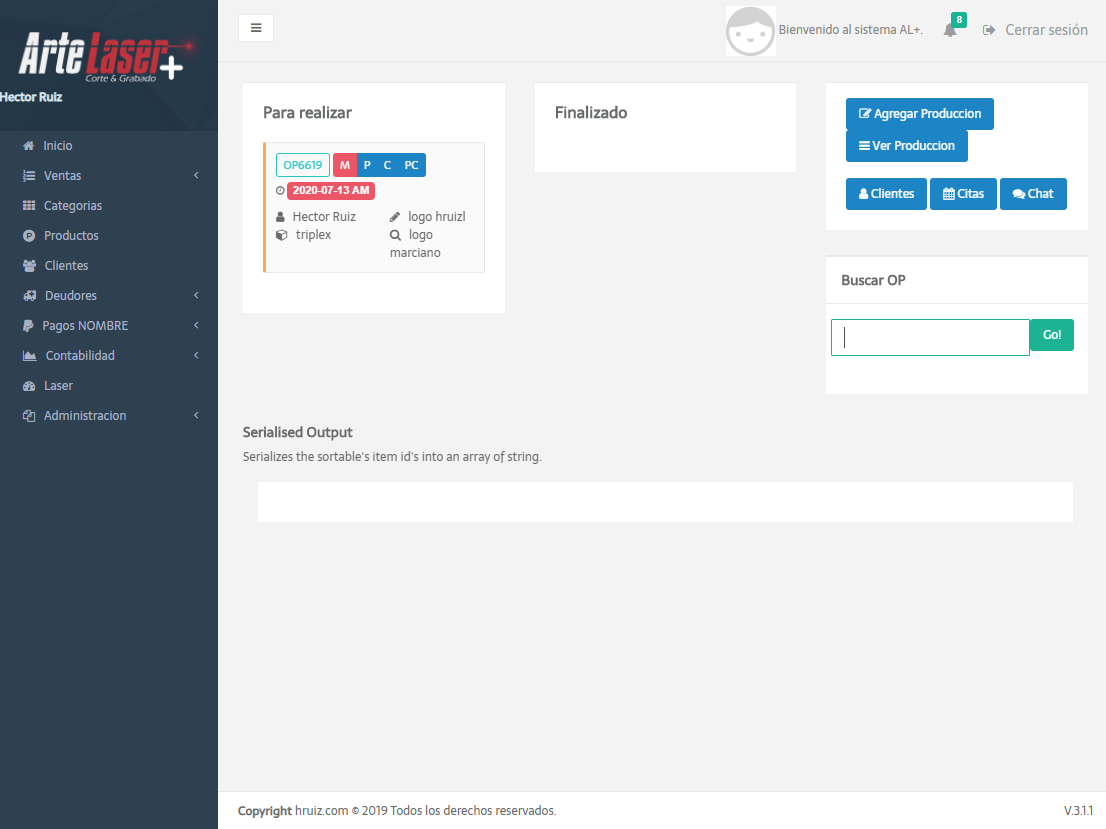 Arte Laser+
Corte & Grabado
Hector Ruiz
Inicio
Ventas
Categorias
Productos
Clientes
Deudores
Pagos NOMBRE
Contabilidad
Laser
Administracion
Bienvenido al sistema AL+.
8
Cerrar sesión
Para realizar
OP6619 M P C PC
2020-07-13 AM
Hector Ruiz
triplex
logo hruizl
logo
marciano
Finalizado
Agregar Produccion
Ver Produccion
Clientes Citas Chat
Buscar OP
Go!
Serialised Output
Serializes the sortable's item id's into an array of string.
Copyright hruiz.com © 2019 Todos los derechos reservados.
V.3.1.1